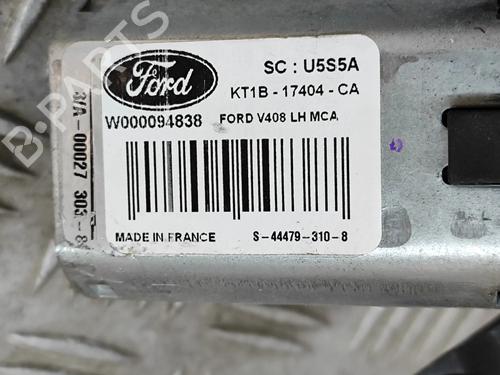 Ford
SC : U5S5A
KT1B - 17404 - CA
W000094838 FORD V408 LH MCA
MADE IN FRANCE S-44479-310-8
B-PARTS